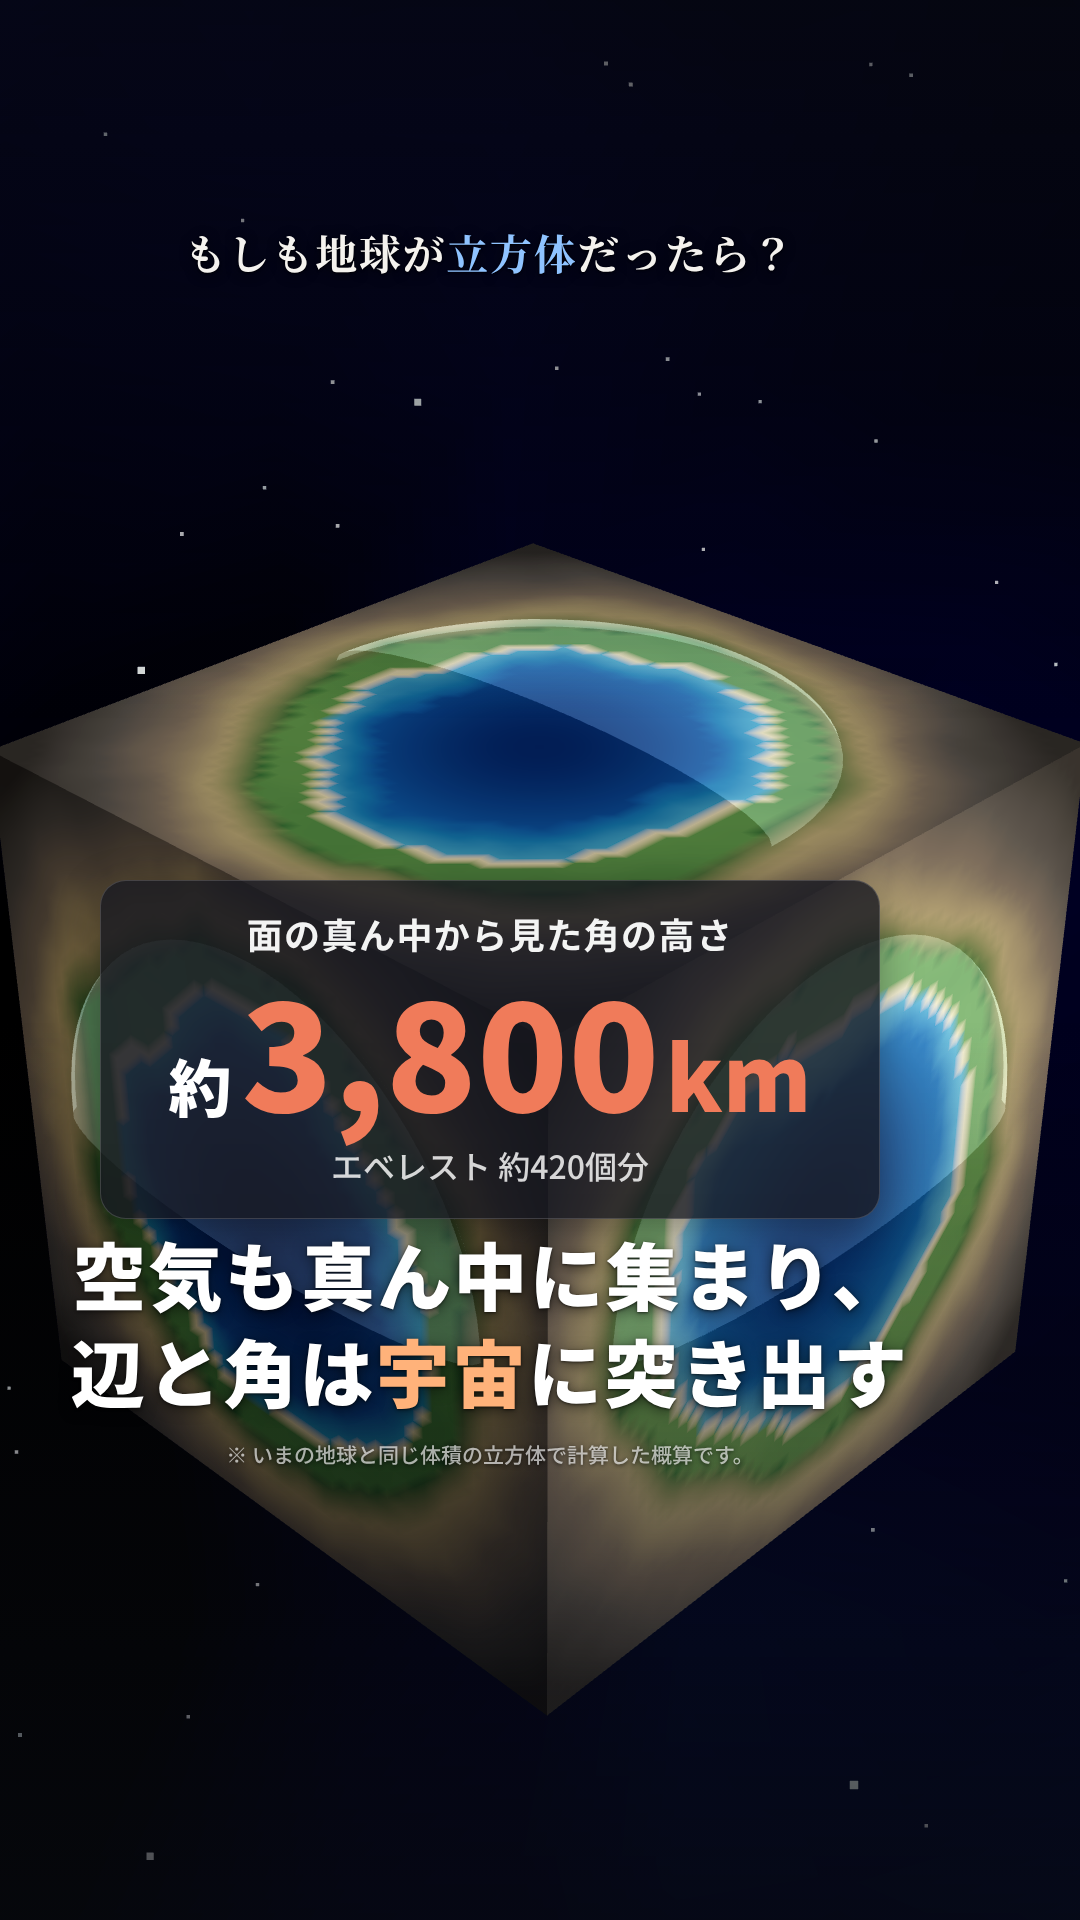 もしも地球が立方体だったら？
面の真ん中から見た角の高さ
約3,800km
エベレスト 約420個分
空気も真ん中に集まり、
辺と角は宇宙に突き出す
※ いまの地球と同じ体積の立方体で計算した概算です。